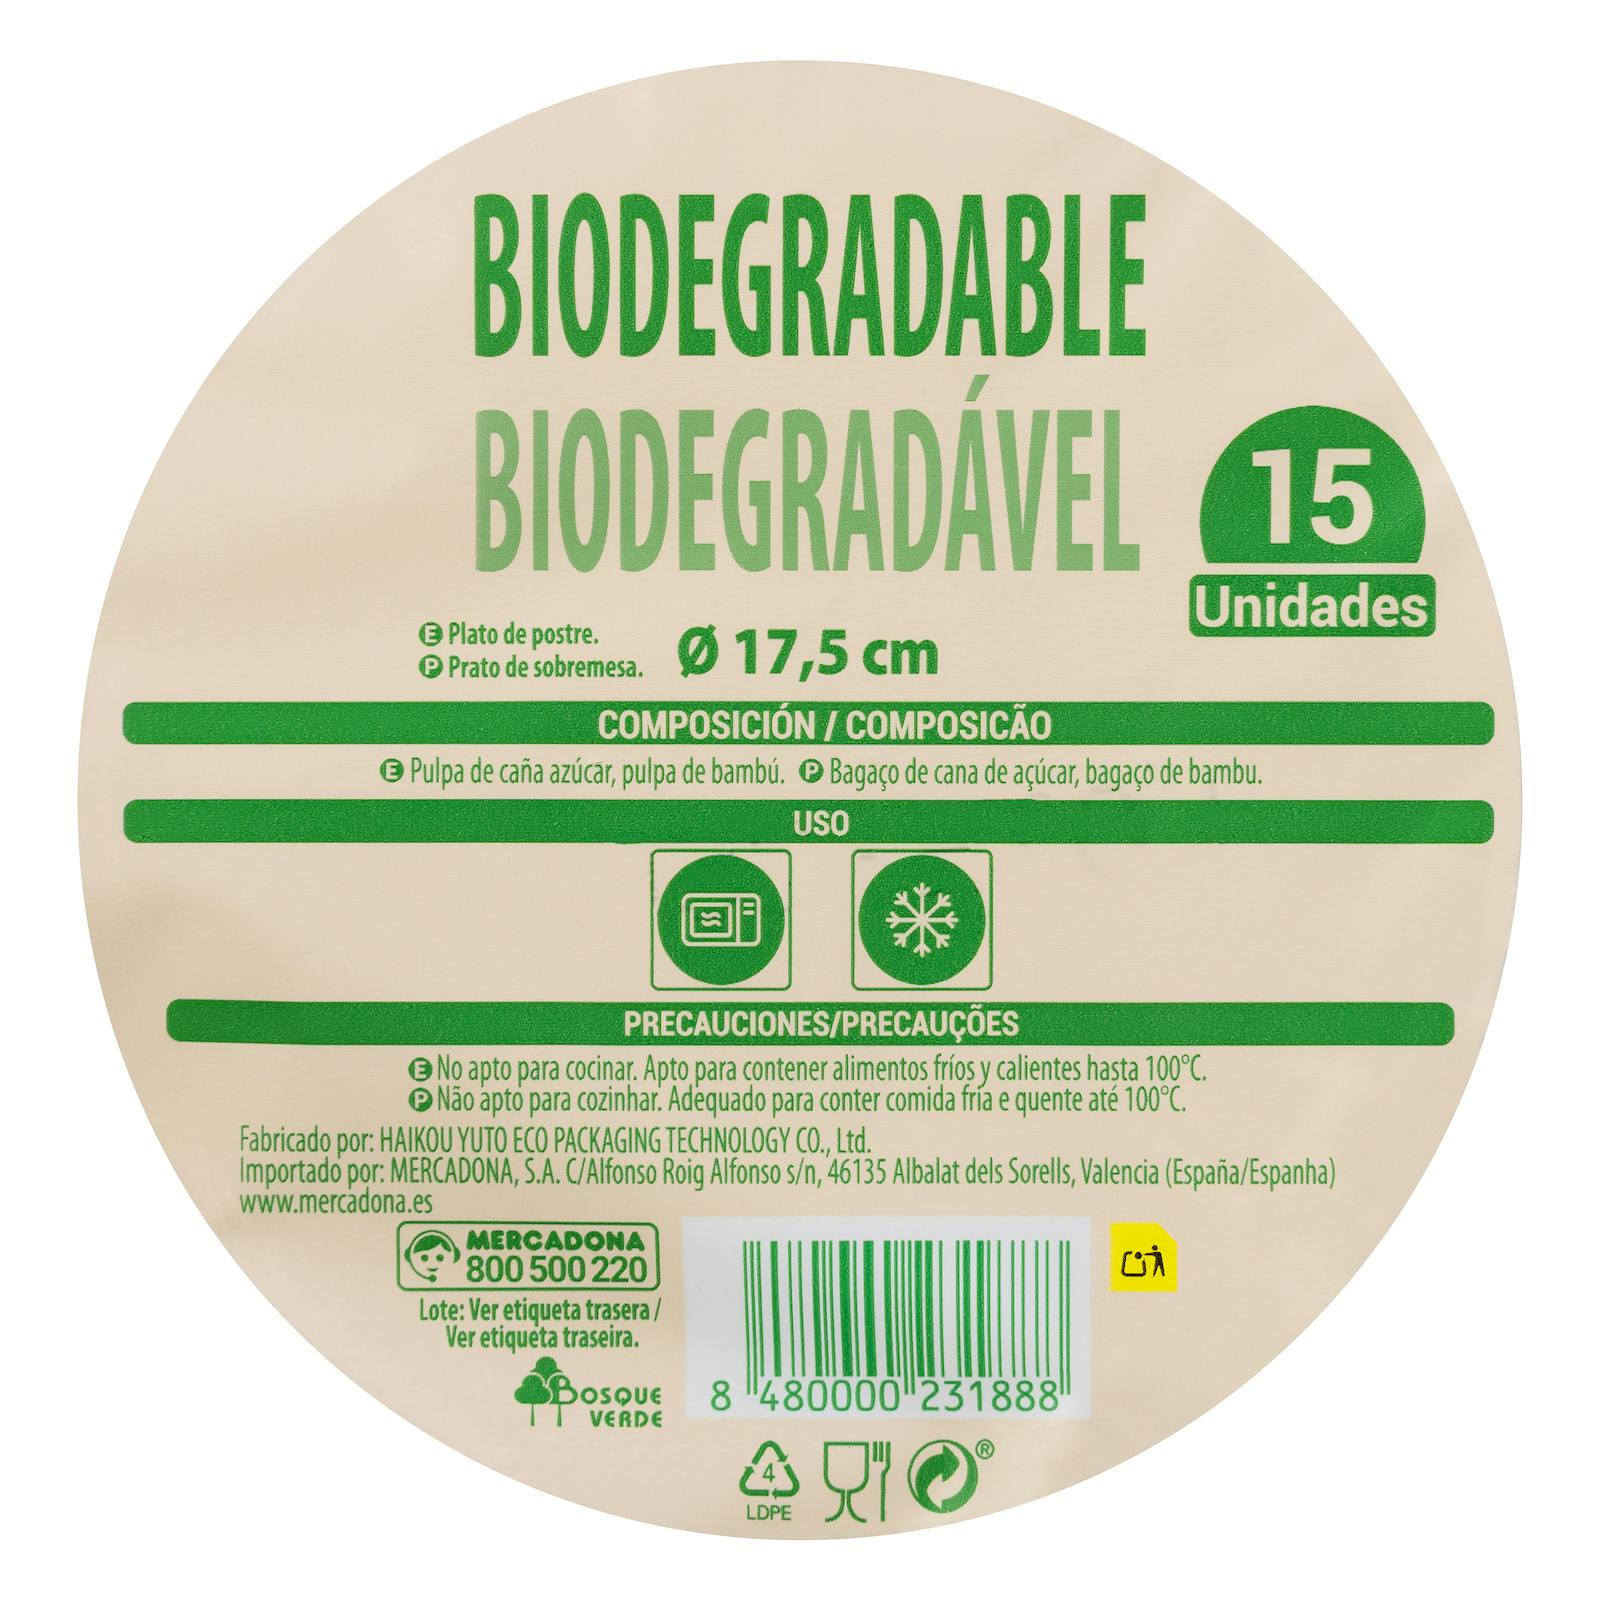 BIODEGRADABLE
BIODEGRADÁVEL
15
Unidades
E Plato de postre.
P Prato de sobremesa.
Ø 17,5 cm
COMPOSICIÓN / COMPOSICÃO
E Pulpa de caña azúcar, pulpa de bambú. P Bagaço de cana de açúcar, bagaço de bambu.
USO
PRECAUCIONES/PRECAUÇÕES
E No apto para cocinar. Apto para contener alimentos fríos y calientes hasta 100°C.
P Não apto para cozinhar. Adequado para conter comida fria e quente até 100°C.
Fabricado por: HAIKOU YUTO ECO PACKAGING TECHNOLOGY CO., Ltd.
Importado por: MERCADONA, S.A. C/Alfonso Roig Alfonso s/n, 46135 Albalat dels Sorells, Valencia (España/Espanha)
www.mercadona.es
MERCADONA
800 500 220
Lote: Ver etiqueta trasera /
Ver etiqueta traseira.
BOSQUE
VERDE
8 480000 231888
4
LDPE
®